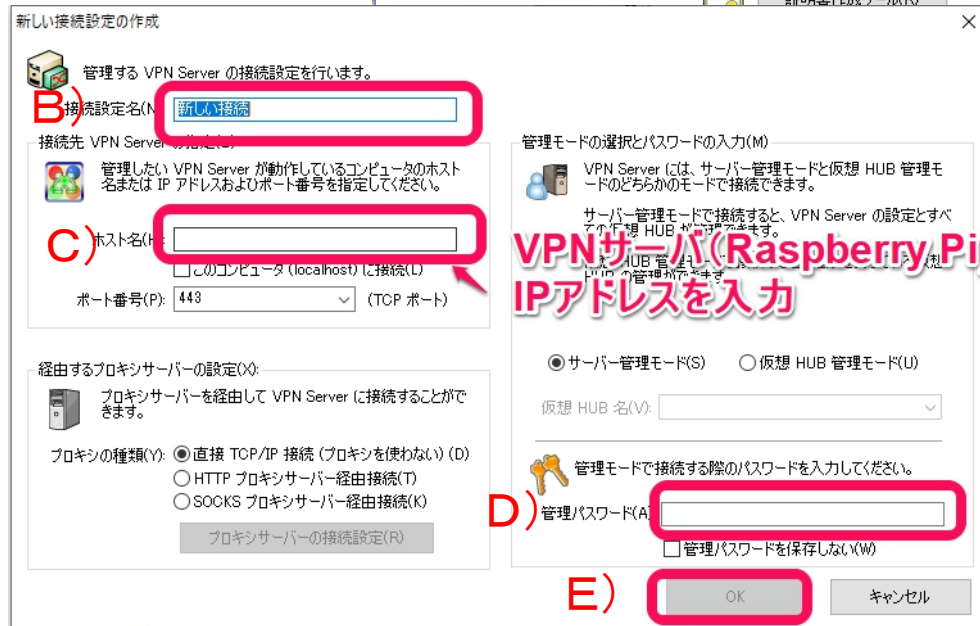 新しい接続設定の作成
管理する VPN Server の接続設定を行います。
B)
接続設定名(N
新しい接続
接続先 VPN Server
管理したい VPN Server が動作しているコンピュータのホスト
名または IP アドレスおよびポート番号を指定してください。
C)
ホスト名(H
このコンピュータ (localhost) に接続(L)
ポート番号(P):
443
(TCP ポート)
経由するプロキシサーバーの設定(X):
プロキシサーバーを経由して VPN Server に接続することがで
きます。
プロキシの種類(Y):
直接 TCP/IP 接続 (プロキシを使わない) (D)
HTTP プロキシサーバー経由接続(T)
SOCKS プロキシサーバー経由接続(K)
プロキシサーバーの接続設定(R)
管理モードの選択とパスワードの入力(M)
VPN Server には、サーバー管理モードと仮想 HUB 管理モ
ードのどちらかのモードで接続できます。
サーバー管理モードで接続すると、VPN Server の設定とすべ
ての仮想 HUB が管理できます。
VPNサーバ(Raspberry Pi
IPアドレスを入力
サーバー管理モード(S)
仮想 HUB 管理モード(U)
仮想 HUB 名(V):
管理モードで接続する際のパスワードを入力してください。
D)
管理パスワード(A)
管理パスワードを保存しない(W)
E)
OK
キャンセル